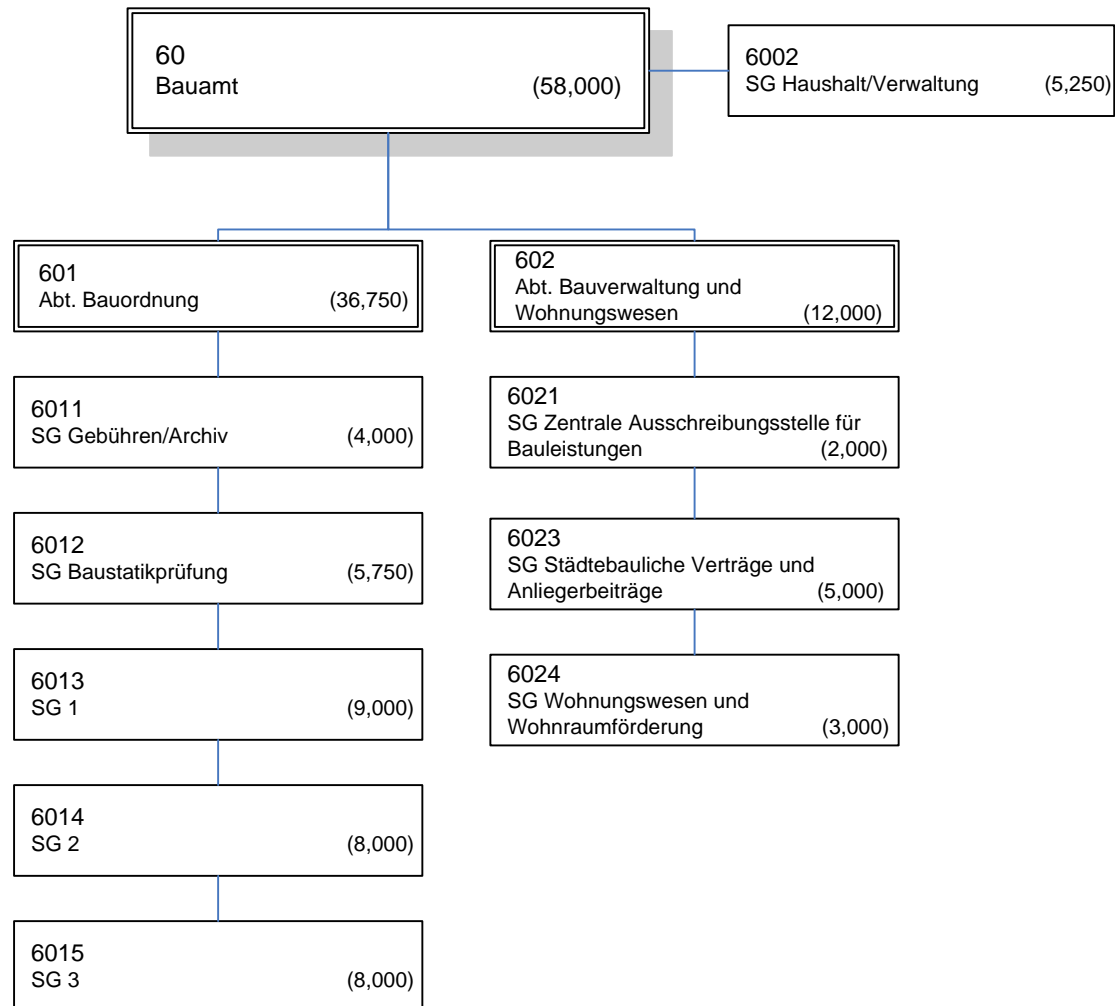 60
Bauamt (58,000)
6002
SG Haushalt/Verwaltung (5,250)
601
Abt. Bauordnung (36,750)
602
Abt. Bauverwaltung und
Wohnungswesen (12,000)
6011
SG Gebühren/Archiv (4,000)
6021
SG Zentrale Ausschreibungsstelle für
Bauleistungen (2,000)
6012
SG Baustatikprüfung (5,750)
6023
SG Städtebauliche Verträge und
Anliegerbeiträge (5,000)
6013
SG 1 (9,000)
6024
SG Wohnungswesen und
Wohnraumförderung (3,000)
6014
SG 2 (8,000)
6015
SG 3 (8,000)